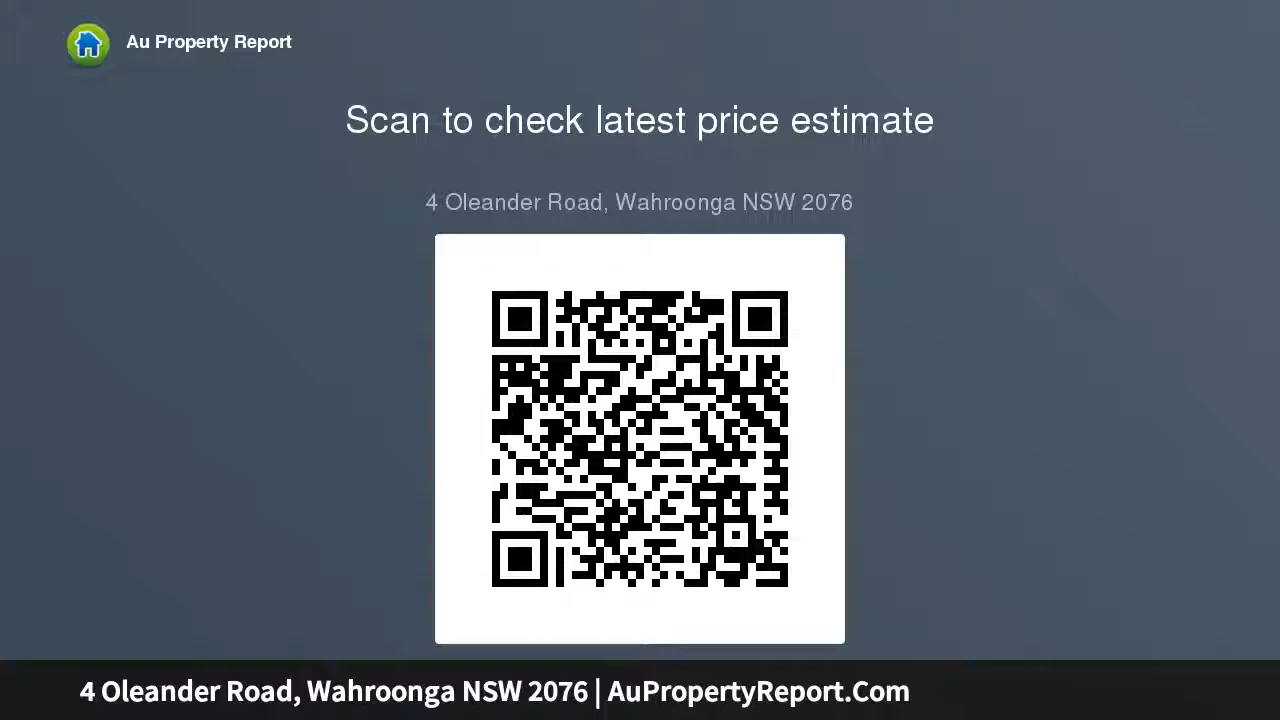 Au Property Report
Scan to check latest price estimate
4 Oleander Road, Wahroonga NSW 2076
4 Oleander Road, Wahroonga NSW 2076 | AuPropertyReport.Com